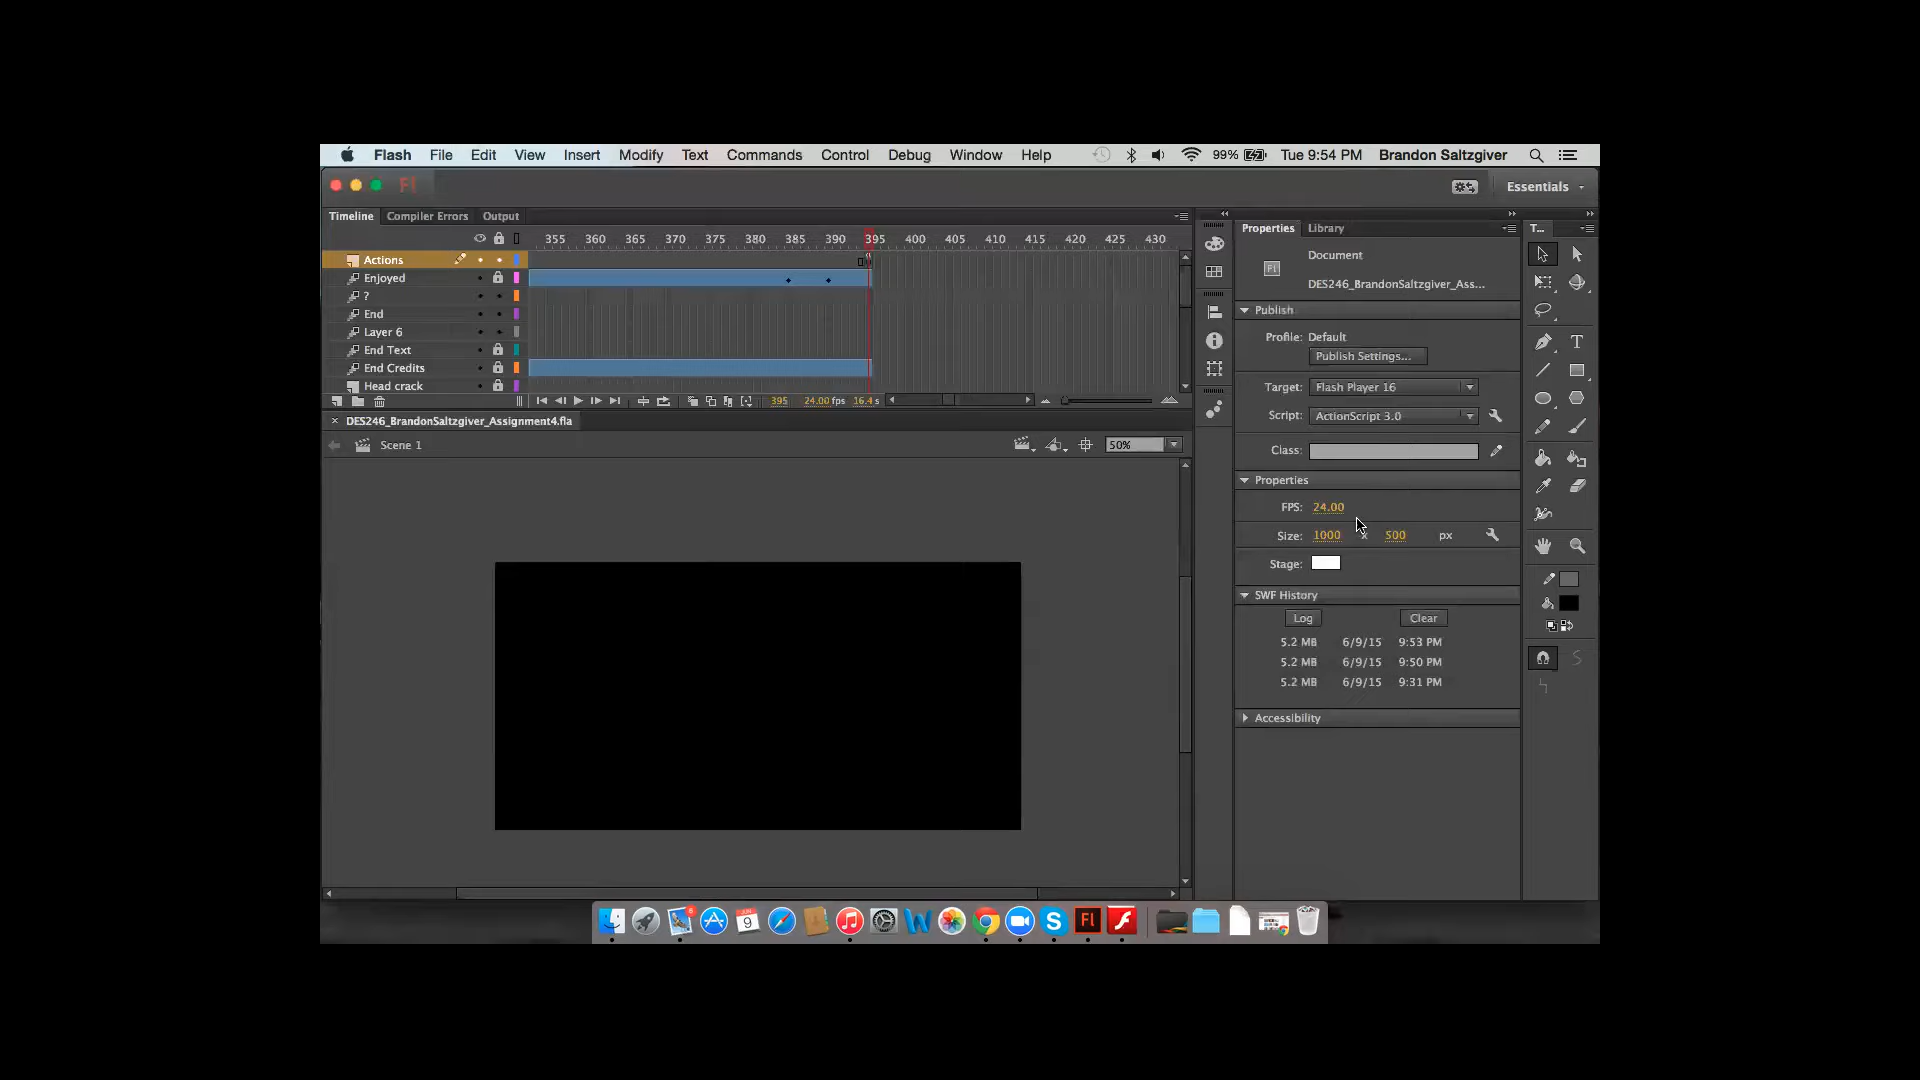 Flash File Edit View Insert Modify Text Commands Control Debug Window Help 99% Tue 9:54 PM Brandon Saltzgiver
Fl Essentials
Timeline Compiler Errors Output
355 360 365 370 375 380 385 390 395 400 405 410 415 420 425 430
Actions
Enjoyed
?
End
Layer 6
End Text
End Credits
Head crack
395 24.00 fps 16.4 s
DES246_BrandonSaltzgiver_Assignment4.fla
Scene 1
50%
Properties Library
Fl
Document
DES246_BrandonSaltzgiver_Ass...
Publish
Profile: Default
Publish Settings...
Target: Flash Player 16
Script: ActionScript 3.0
Class:
Properties
FPS: 24.00
Size: 1000 x 500 px
Stage:
SWF History
Log Clear
5.2 MB 6/9/15 9:53 PM
5.2 MB 6/9/15 9:50 PM
5.2 MB 6/9/15 9:31 PM
Accessibility
T...
T
JUN
9
W
S
Fl